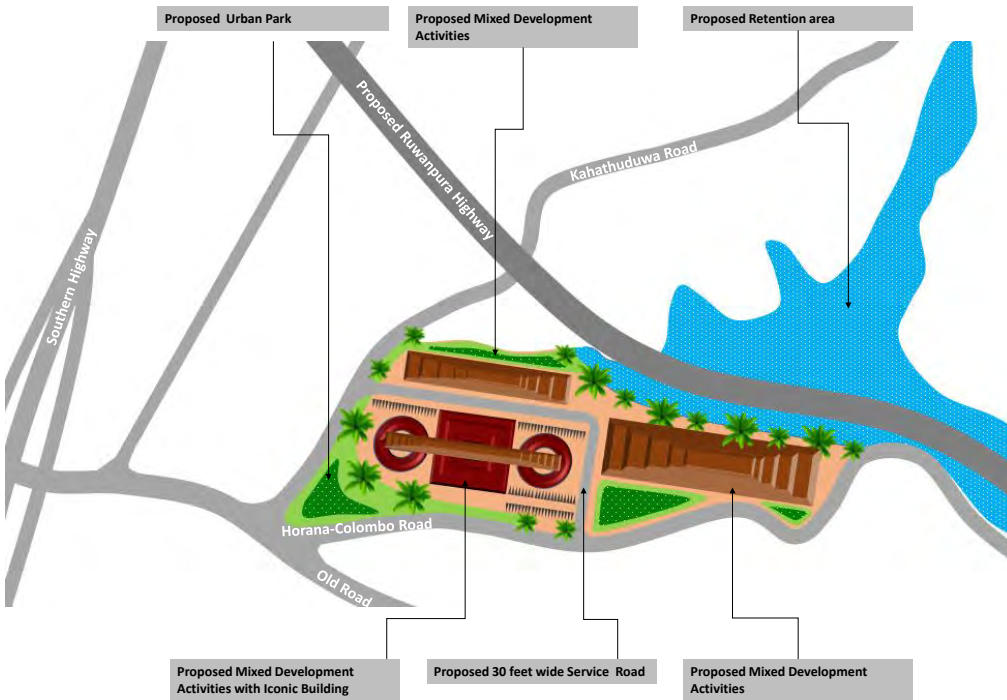 Proposed Urban Park
Proposed Mixed Development
Activities
Proposed Retention area
Proposed Ruwanpura Highway
Kahathuduwa Road
Southern Highway
Horana-Colombo Road
Old Road
Proposed Mixed Development
Activities with Iconic Building
Proposed 30 feet wide Service Road
Proposed Mixed Development
Activities